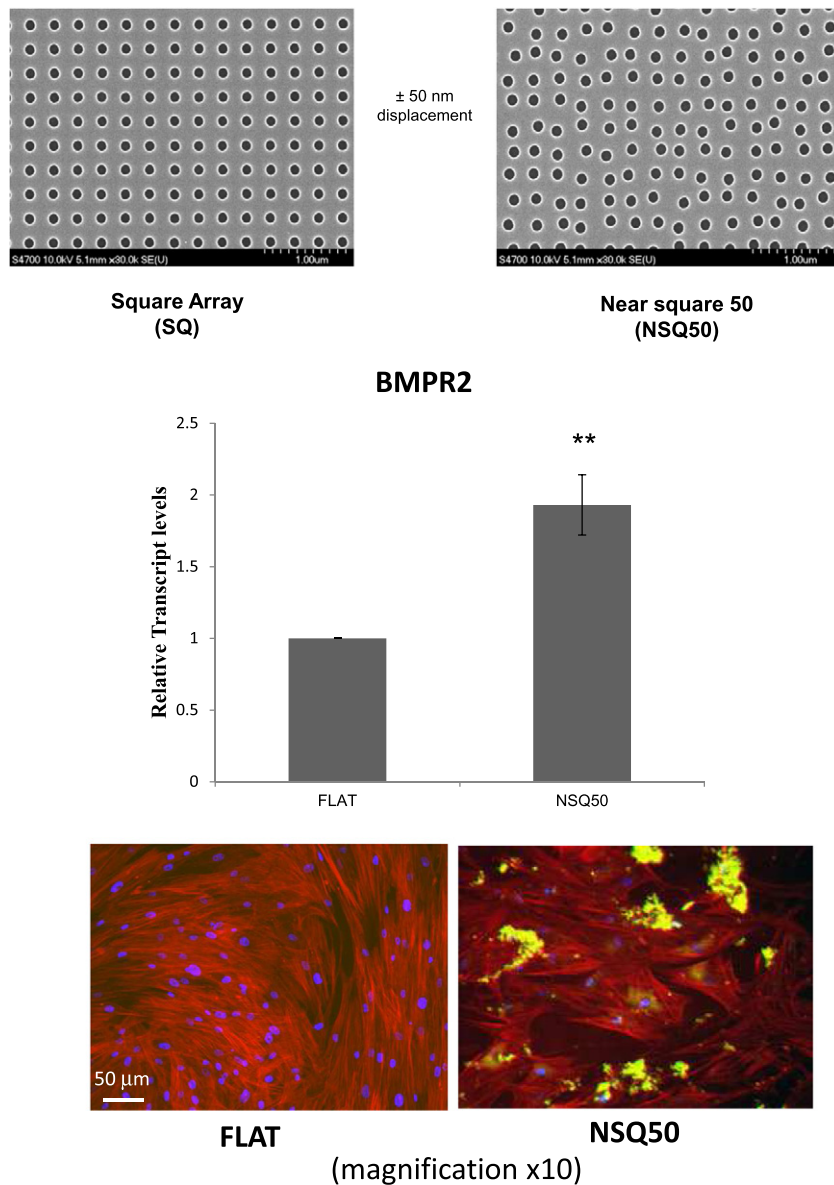 ± 50 nm
displacement
S4700 10.0kV 5.1mm x30.0k SE(U)
1.00um
S4700 10.0kV 5.1mm x30.0k SE(U)
1.00um
Square Array
(SQ)
Near square 50
(NSQ50)
BMPR2
Relative Transcript levels
2.5
2
1.5
1
0.5
0
**
FLAT
NSQ50
50 μm
FLAT
NSQ50
(magnification x10)